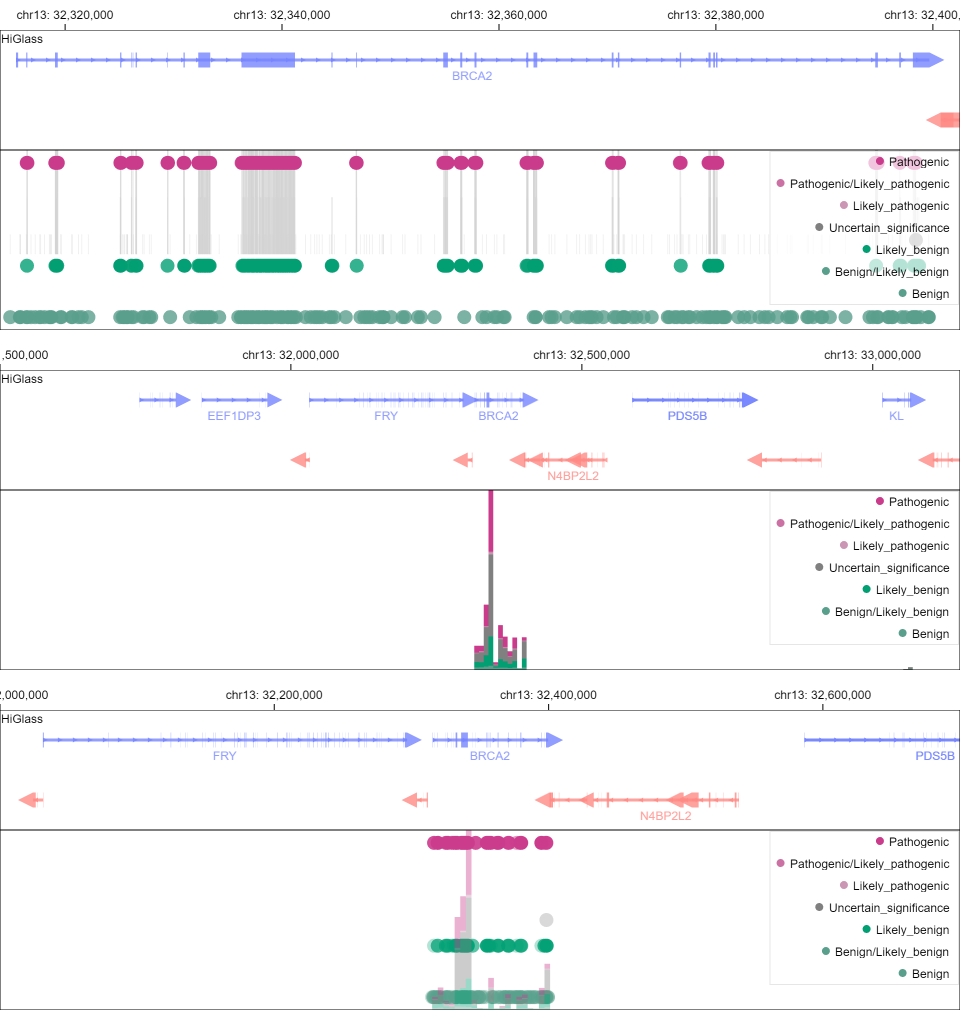 chr13: 32,320,000 chr13: 32,340,000 chr13: 32,360,000 chr13: 32,380,000 chr13: 32,400,
HiGlass
BRCA2
Pathogenic
Pathogenic/Likely_pathogenic
Likely_pathogenic
Uncertain_significance
Likely_benign
Benign/Likely_benign
Benign
,500,000 chr13: 32,000,000 chr13: 32,500,000 chr13: 33,000,000
HiGlass
EEF1DP3 FRY BRCA2 PDS5B KL
N4BP2L2
Pathogenic
Pathogenic/Likely_pathogenic
Likely_pathogenic
Uncertain_significance
Likely_benign
Benign/Likely_benign
Benign
2,000,000 chr13: 32,200,000 chr13: 32,400,000 chr13: 32,600,000
HiGlass
FRY BRCA2 PDS5B
N4BP2L2
Pathogenic
Pathogenic/Likely_pathogenic
Likely_pathogenic
Uncertain_significance
Likely_benign
Benign/Likely_benign
Benign